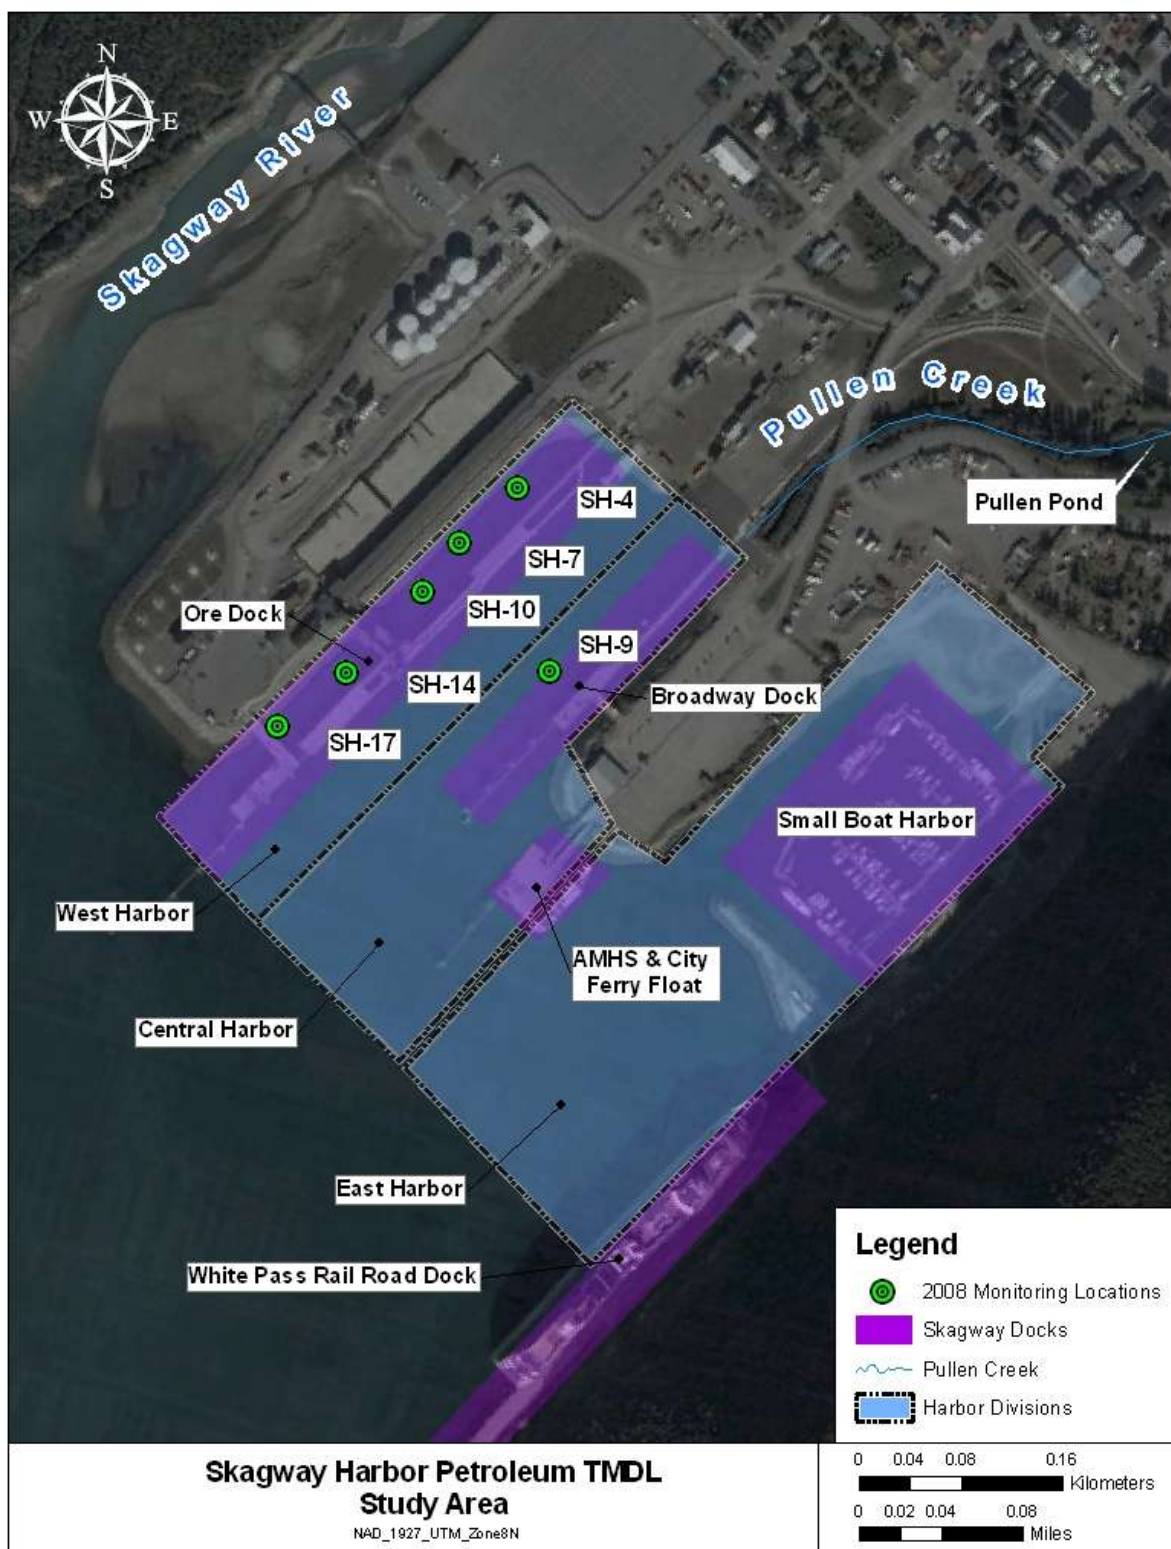 N
W E
S
Skagway River
Pullen Creek
Pullen Pond
SH-4
SH-7
SH-10
Ore Dock
SH-9
SH-14
Broadway Dock
SH-17
Small Boat Harbor
West Harbor
AMHS & City
Ferry Float
Central Harbor
East Harbor
White Pass Rail Road Dock
Legend
2008 Monitoring Locations
Skagway Docks
Pullen Creek
Harbor Divisions
Skagway Harbor Petroleum TMDL
Study Area
NAD_1927_UTM_Zone8N
0 0.04 0.08 0.16
Kilometers
0 0.02 0.04 0.08
Miles